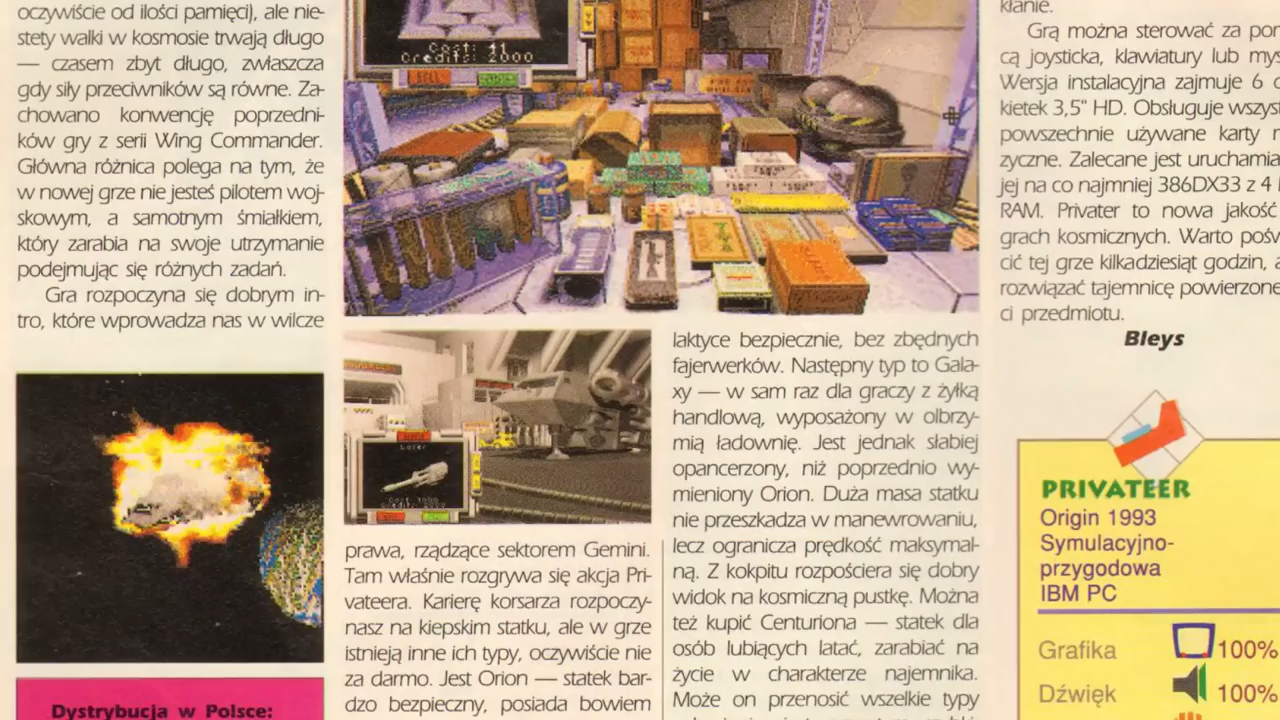 oczywiście od ilości pamięci), ale nie-
stety walki w kosmosie trwają długo
— czasem zbyt długo, zwłaszcza
gdy siły przeciwników są równe. Za-
chowano konwencję poprzedni-
ków gry z serii Wing Commander.
Główna różnica polega na tym, że
w nowej grze nie jesteś pilotem woj-
skowym, a samotnym śmiałkiem,
który zarabia na swoje utrzymanie
podejmując się różnych zadań.
Gra rozpoczyna się dobrym in-
tro, które wprowadza nas w wilcze
Dystrybucja w Polsce:
Cost: 11
Credits: 2000
SELL
Laser
prawa, rządzące sektorem Gemini.
Tam właśnie rozgrywa się akcja Pri-
vateera. Karierę korsarza rozpoczy-
nasz na kiepskim statku, ale w grze
istnieją inne ich typy, oczywiście nie
za darmo. Jest Orion — statek bar-
dzo bezpieczny, posiada bowiem
laktyce bezpiecznie, bez zbędnych
fajerwerków. Następny typ to Gala-
xy — w sam raz dla graczy z żyłką
handlową, wyposażony w olbrzy-
mią ładownię. Jest jednak słabiej
opancerzony, niż poprzednio wy-
mieniony Orion. Duża masa statku
nie przeszkadza w manewrowaniu,
lecz ogranicza prędkość maksymal-
ną. Z kokpitu rozpościera się dobry
widok na kosmiczną pustkę. Można
też kupić Centuriona — statek dla
osób lubiących latać, zarabiać na
życie w charakterze najemnika.
Może on przenosić wszelkie typy
kłanie.
Grą można sterować za po
cą joysticka, klawiatury lub mys
Wersja instalacyjna zajmuje 6
kietek 3,5" HD. Obsługuje wszys
powszechnie używane karty
zyczne. Zalecane jest uruchamia
jej na co najmniej 386DX33 z 4
RAM. Privater to nowa jakość
grach kosmicznych. Warto pośw
cić tej grze kilkadziesiąt godzin,
rozwiązać tajemnicę powierzone
ci przedmiotu.
Bleys
PRIVATEER
Origin 1993
Symulacyjno-
przygodowa
IBM PC
Grafika 100%
Dźwięk 100%